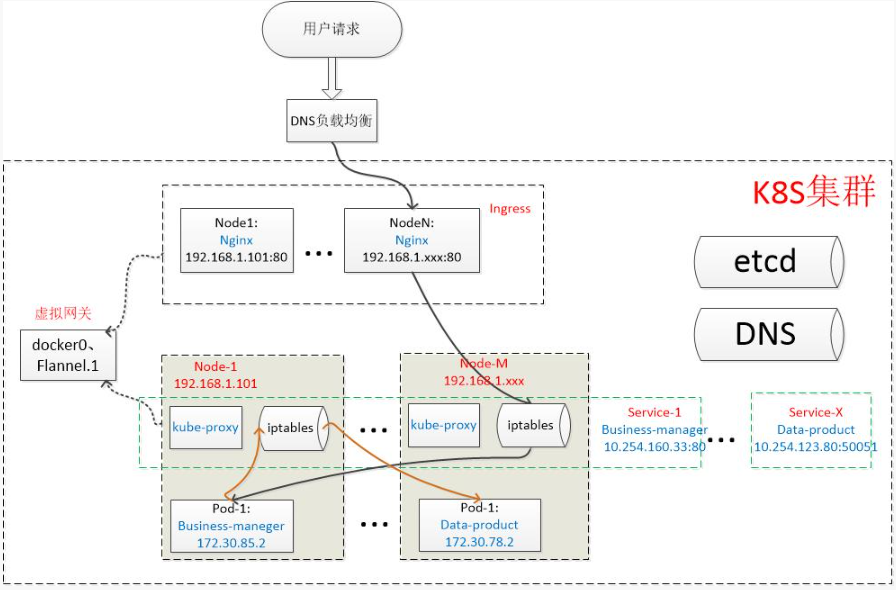 用户请求
DNS负载均衡
K8S集群
Ingress
Node1:
Nginx
192.168.1.101:80
...
NodeN:
Nginx
192.168.1.xxx:80
etcd
DNS
虚拟网关
docker0、
Flannel.1
Node-1
192.168.1.101
Node-M
192.168.1.xxx
kube-proxy
iptables
...
kube-proxy
iptables
Service-1
Business-manager
10.254.160.33:80
...
Service-X
Data-product
10.254.123.80:50051
Pod-1:
Business-maneger
172.30.85.2
...
Pod-1:
Data-product
172.30.78.2